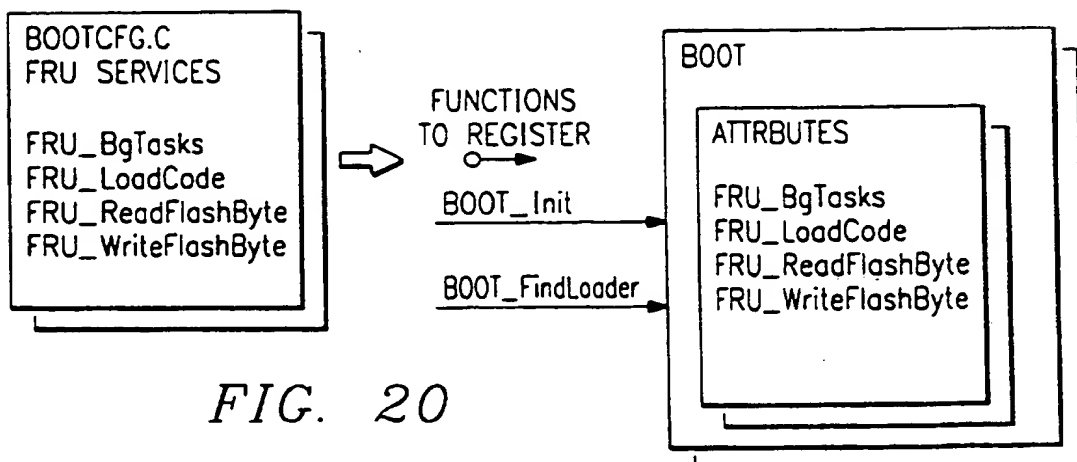 BOOTCFG.C
FRU SERVICES
FRU_BgTasks
FRU_LoadCode
FRU_ReadFlashByte
FRU_WriteFlashByte
FUNCTIONS
TO REGISTER
BOOT_Init
BOOT_FindLoader
BOOT
ATTRBUTES
FRU_BgTasks
FRU_LoadCode
FRU_ReadFlashByte
FRU_WriteFlashByte
FIG. 20